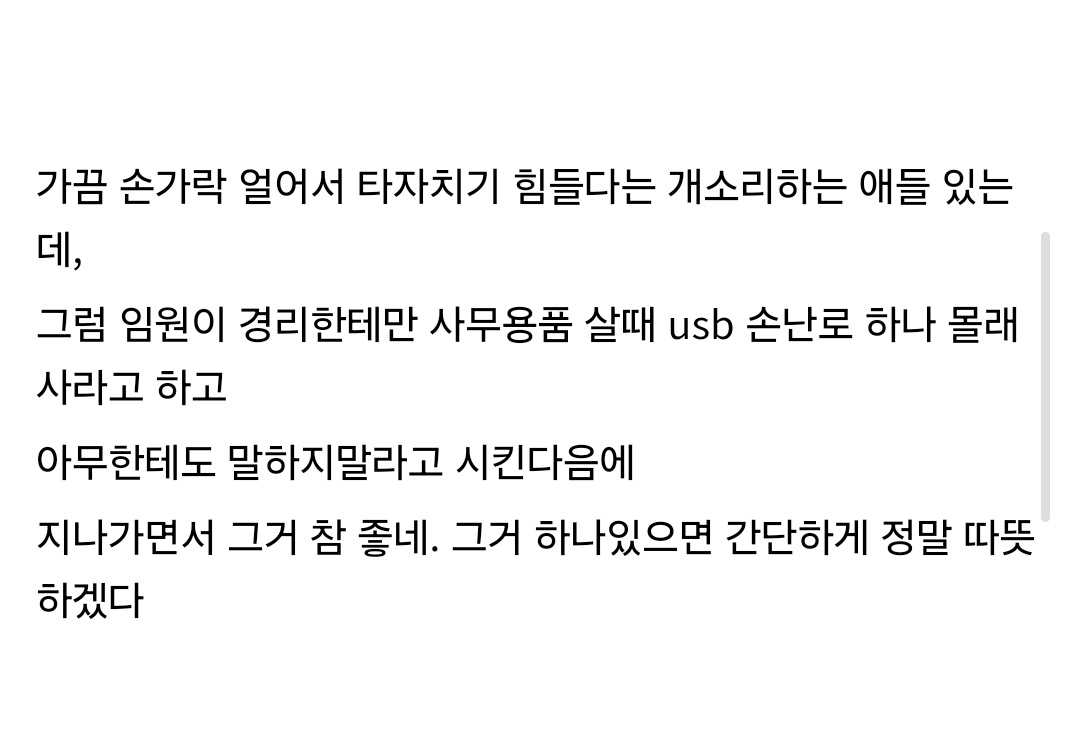 가끔 손가락 얼어서 타자치기 힘들다는 개소리하는 애들 있는
데,
그럼 임원이 경리한테만 사무용품 살때 usb 손난로 하나 몰래
사라고 하고
아무한테도 말하지말라고 시킨다음에
지나가면서 그거 참 좋네. 그거 하나있으면 간단하게 정말 따뜻
하겠다